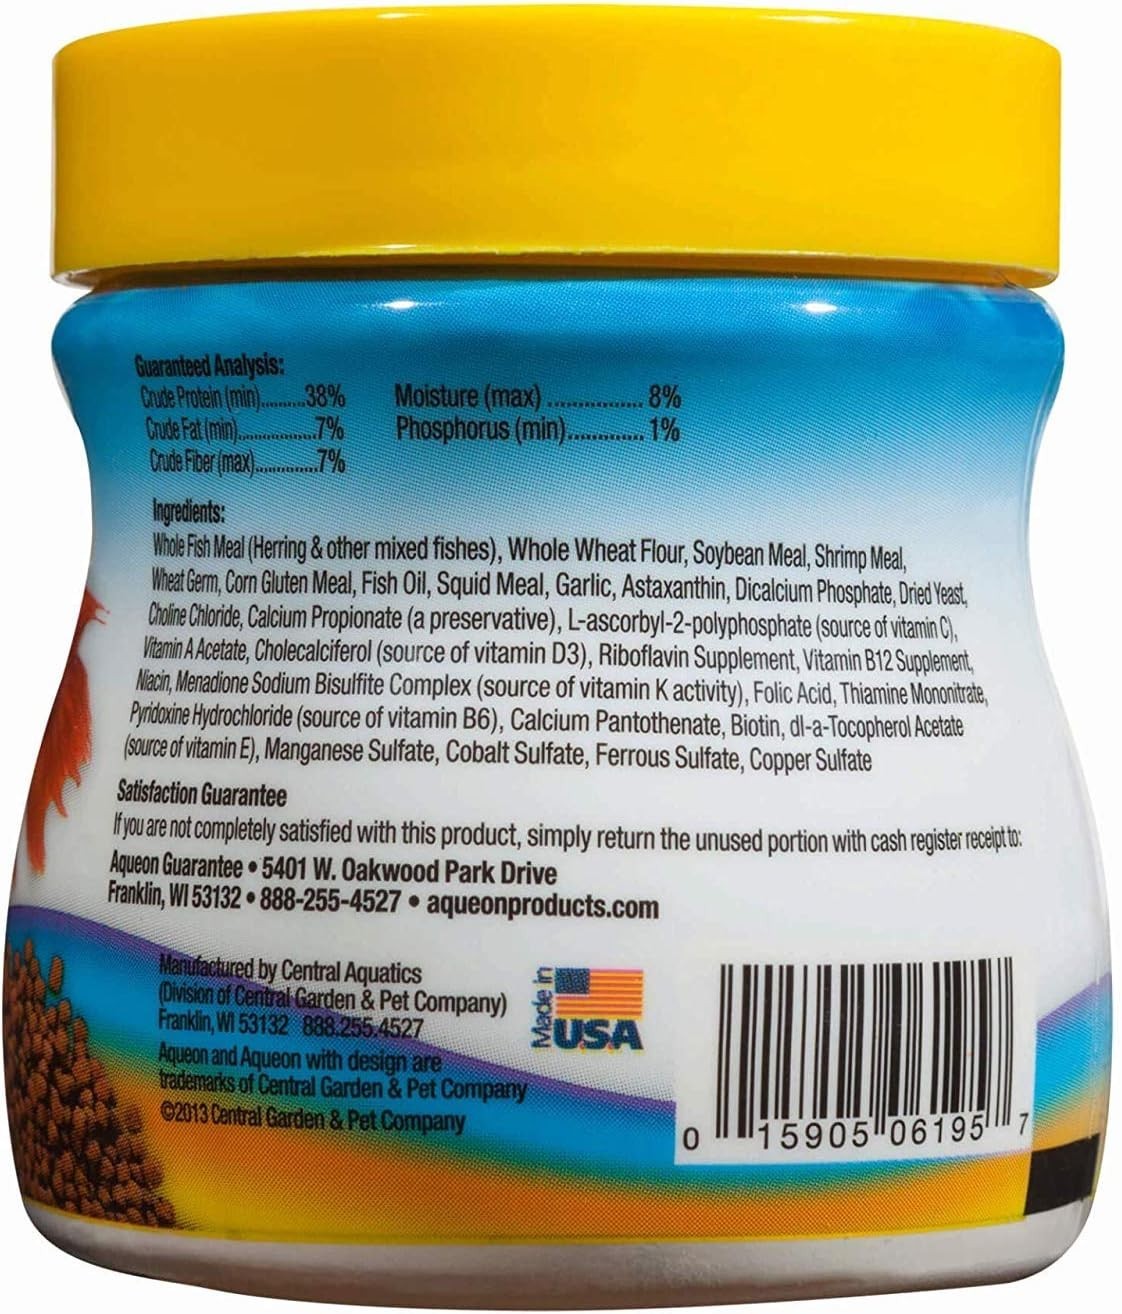 Guaranteed Analysis:
Crude Protein (min)..........38%
Crude Fat (min).................7%
Crude Fiber (max)..............7%
Moisture (max) ................ 8%
Phosphorus (min)............. 1%
Ingredients:
Whole Fish Meal (Herring & other mixed fishes), Whole Wheat Flour, Soybean Meal, Shrimp Meal,
Wheat Germ, Corn Gluten Meal, Fish Oil, Squid Meal, Garlic, Astaxanthin, Dicalcium Phosphate, Dried Yeast,
Choline Chloride, Calcium Propionate (a preservative), L-ascorbyl-2-polyphosphate (source of vitamin C),
Vitamin A Acetate, Cholecalciferol (source of vitamin D3), Riboflavin Supplement, Vitamin B12 Supplement,
Niacin, Menadione Sodium Bisulfite Complex (source of vitamin K activity), Folic Acid, Thiamine Mononitrate,
Pyridoxine Hydrochloride (source of vitamin B6), Calcium Pantothenate, Biotin, dl-a-Tocopherol Acetate
(source of vitamin E), Manganese Sulfate, Cobalt Sulfate, Ferrous Sulfate, Copper Sulfate
Satisfaction Guarantee
If you are not completely satisfied with this product, simply return the unused portion with cash register receipt to:
Aqueon Guarantee • 5401 W. Oakwood Park Drive
Franklin, WI 53132 • 888-255-4527 • aqueonproducts.com
Manufactured by Central Aquatics
(Division of Central Garden & Pet Company)
Franklin, WI 53132 888.255.4527
Aqueon and Aqueon with design are
trademarks of Central Garden & Pet Company
©2013 Central Garden & Pet Company
Made in
U.S.A
0 15905 06195 7